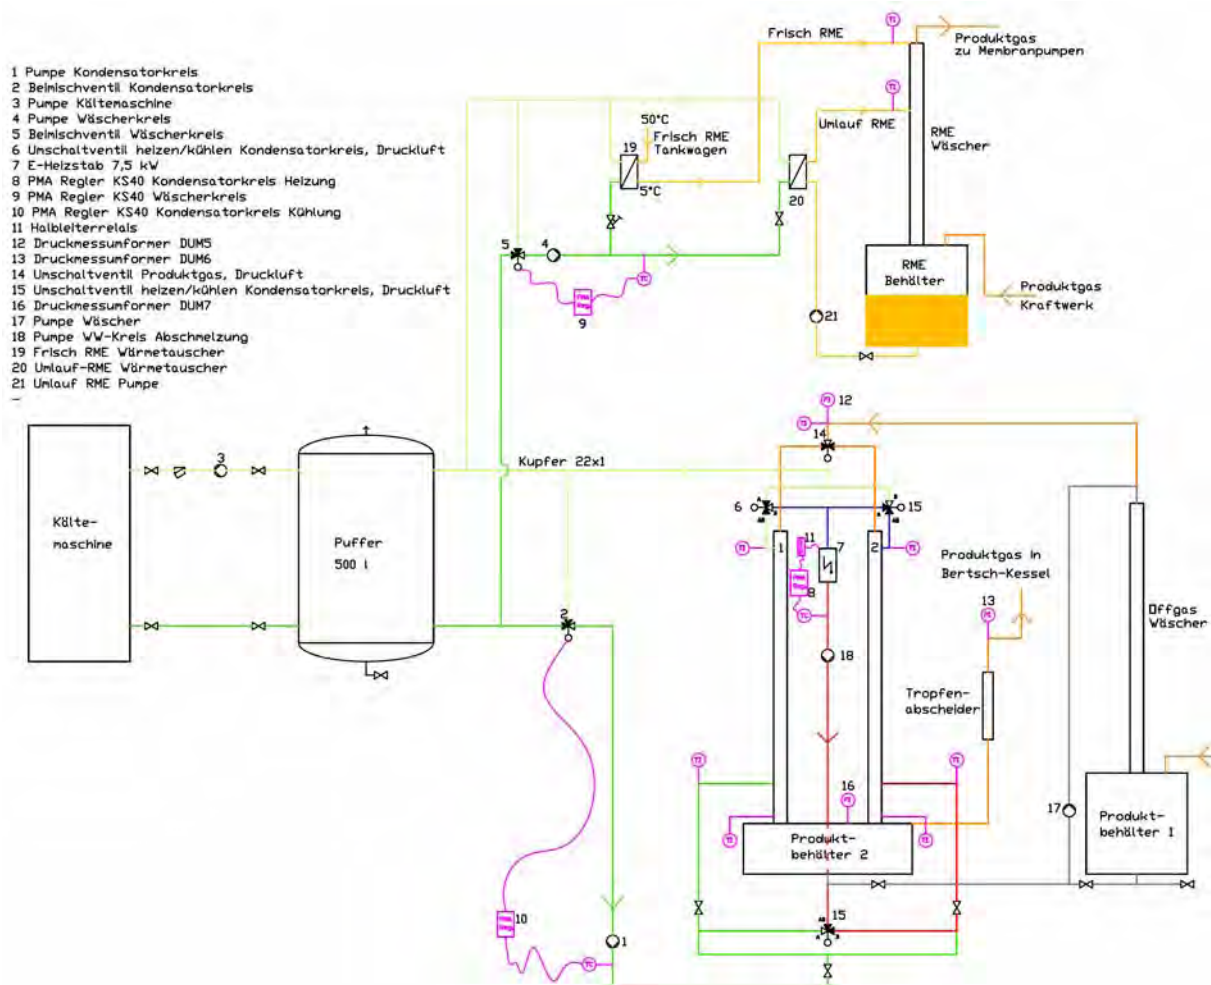 1 Pumpe Kondensatorkreis
2 Beimischventil Kondensatorkreis
3 Pumpe Kältemaschine
4 Pumpe Wäscherkreis
5 Beimischventil Wäscherkreis
6 Umschaltventil heizen/kühlen Kondensatorkreis, Druckluft
7 E-Heizstab 7,5 kW
8 PMA Regler KS40 Kondensatorkreis Heizung
9 PMA Regler KS40 Wäscherkreis
10 PMA Regler KS40 Kondensatorkreis Kühlung
11 Halbleiterrelais
12 Druckmessumformer DUM5
13 Druckmessumformer DUM6
14 Umschaltventil Produktgas, Druckluft
15 Umschaltventil heizen/kühlen Kondensatorkreis, Druckluft
16 Druckmessumformer DUM7
17 Pumpe Wäscher
18 Pumpe WW-Kreis Abschmelzung
19 Frisch RME Wärmetauscher
20 Umlauf-RME Wärmetauscher
21 Umlauf RME Pumpe
Frisch RME
Produktgas
zu Membranpumpen
50°C
Frisch RME
Tankwagen
19
5°C
Umlauf RME
RME
Wäscher
20
5
4
9
21
RME
Behälter
Produktgas
Kraftwerk
Kälte-
maschine
3
Puffer
500 l
Kupfer 22x1
2
10
1
12
14
6
15
1
11
7
2
8
18
16
Produkt-
behälter 2
15
Produktgas in
Bertsch-Kessel
13
Tropfen-
abscheider
Offgas
Wäscher
17
Produkt-
behälter 1